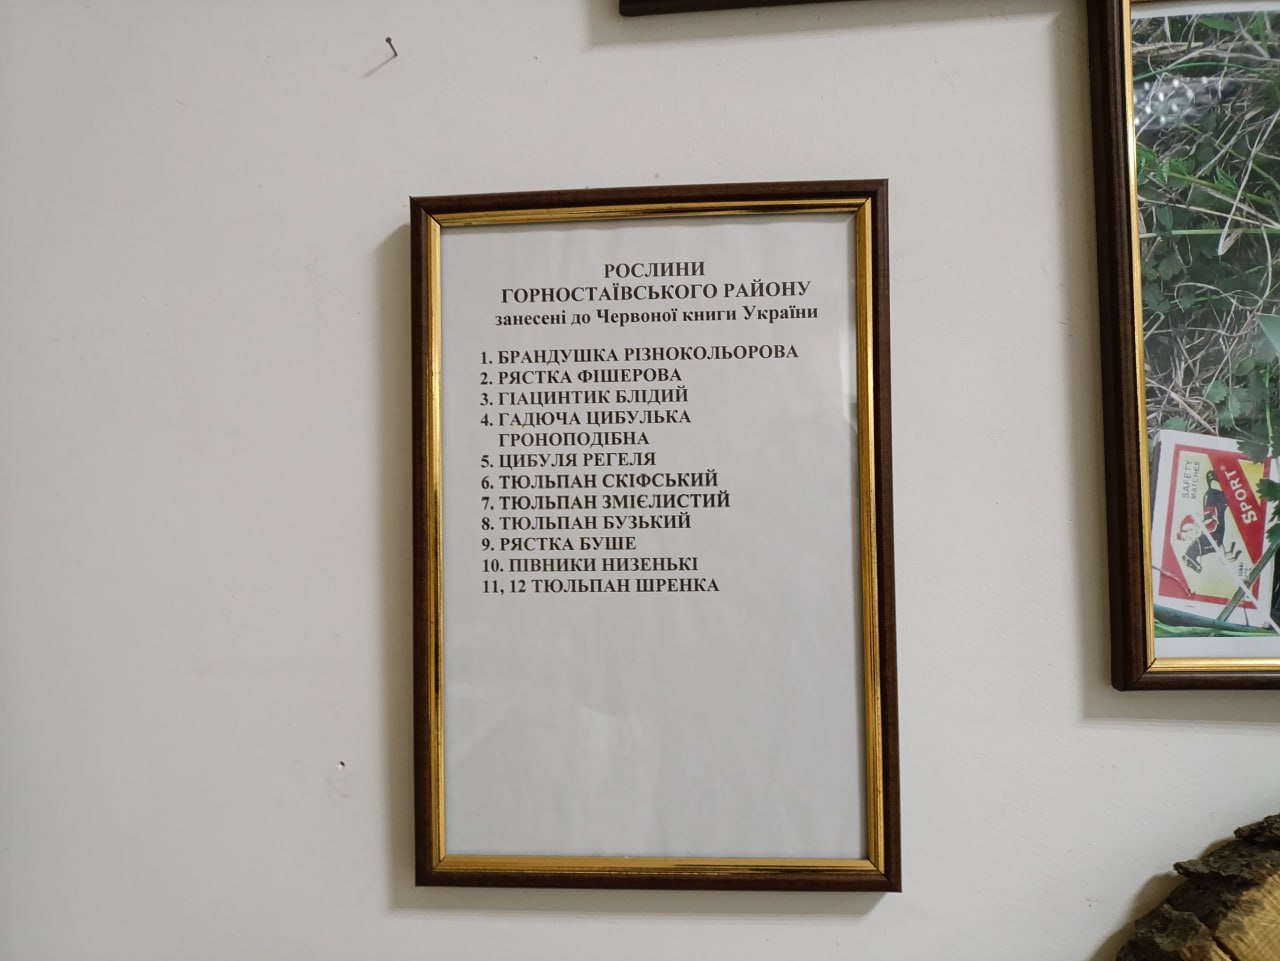 РОСЛИНИ
ГОРНОСТАЇВСЬКОГО РАЙОНУ
занесені до Червоної книги України
1. БРАНДУШКА РІЗНОКОЛЬОРОВА
2. РЯСТКА ФІШЕРОВА
3. ГІАЦИНТИК БЛІДИЙ
4. ГАДЮЧА ЦИБУЛЬКА
ГРОНОПОДІБНА
5. ЦИБУЛЯ РЕГЕЛЯ
6. ТЮЛЬПАН СКІФСЬКИЙ
7. ТЮЛЬПАН ЗМІЄЛИСТИЙ
8. ТЮЛЬПАН БУЗЬКИЙ
9. РЯСТКА БУШЕ
10. ПІВНИКИ НИЗЕНЬКІ
11, 12 ТЮЛЬПАН ШРЕНКА
SAFETY
MATCHES
SPORT